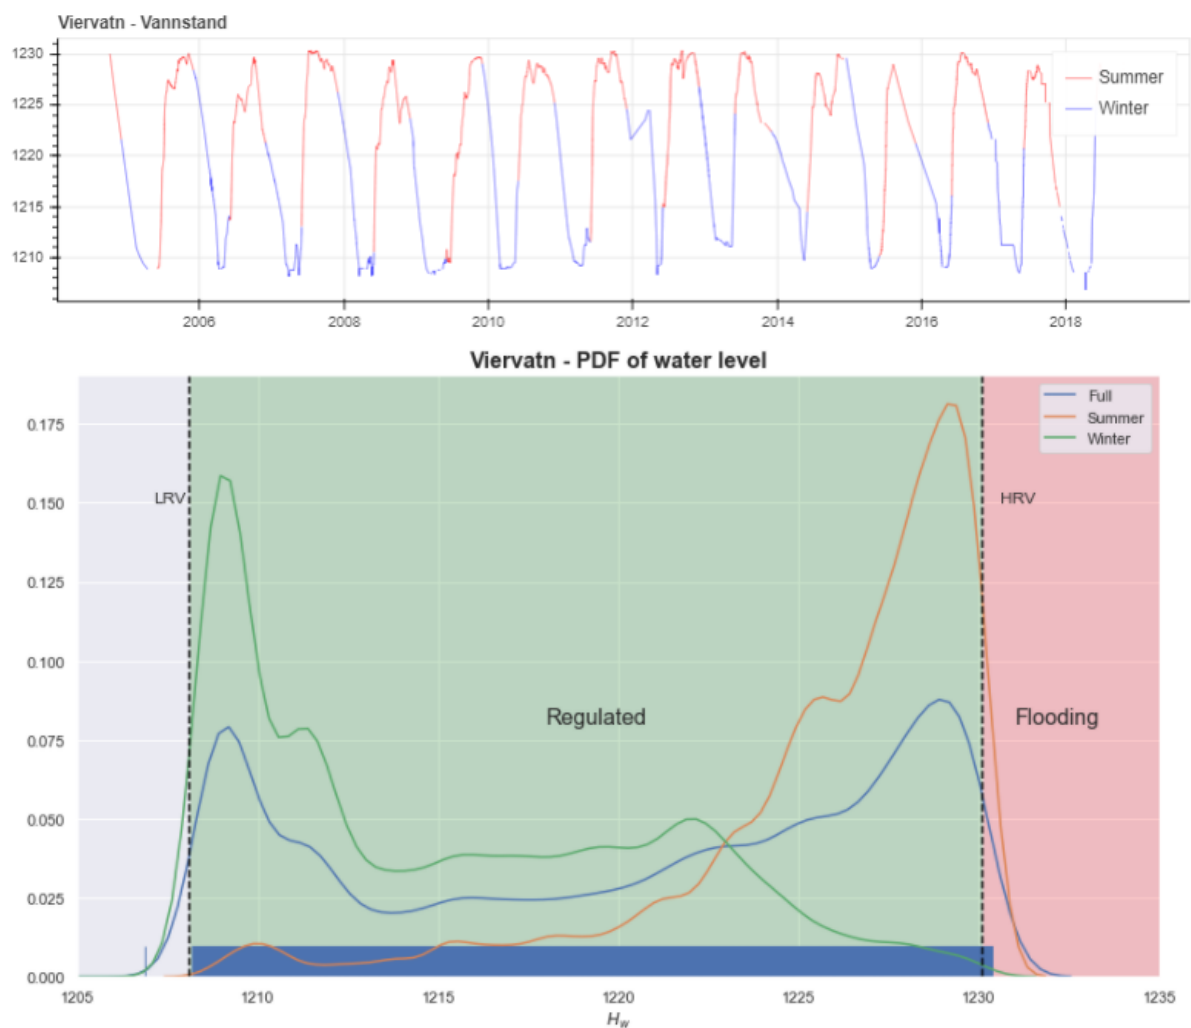 Viervatn - Vannstand
1230
1225
1220
1215
1210
Summer
Winter
2006 2008 2010 2012 2014 2016 2018
Viervatn - PDF of water level
0.175
0.150
0.125
0.100
0.075
0.050
0.025
0.000
Full
Summer
Winter
LRV
HRV
Regulated
Flooding
1205 1210 1215 1220 1225 1230 1235
H_w